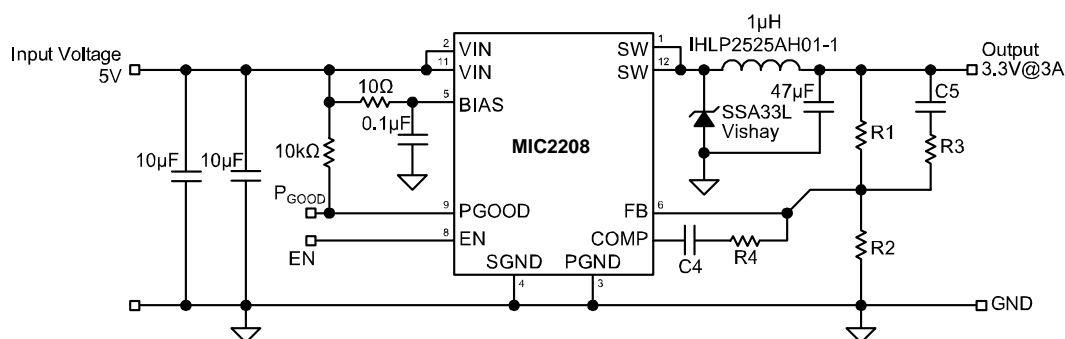 1µH
IHLP2525AH01-1
Input Voltage
5V
2
VIN
11
VIN
10Ω
5
BIAS
0.1µF
10kΩ
10µF
10µF
PGOOD
9
PGOOD
8
EN
EN
SGND
4
PGND
3
MIC2208
1
SW
12
SW
SSA33L
Vishay
47µF
Output
3.3V@3A
C5
R1
R3
6
FB
COMP
C4
R4
R2
GND